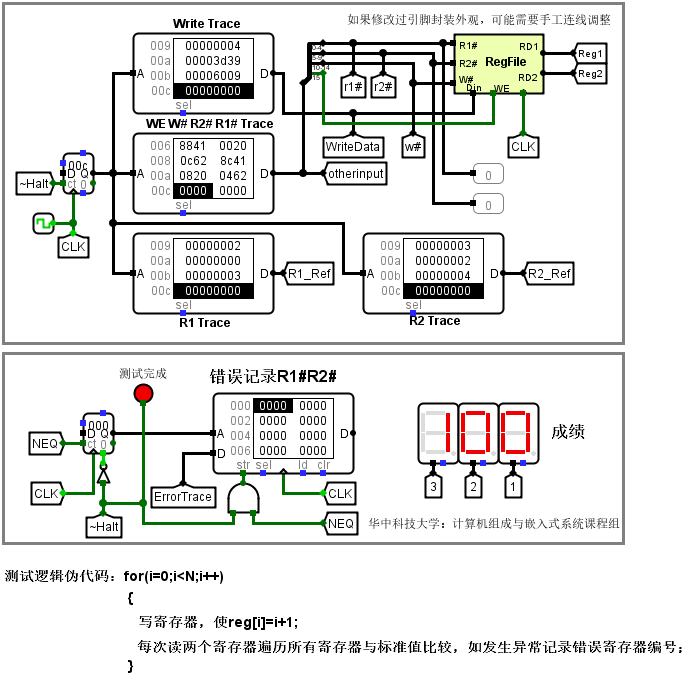 Write Trace
如果修改过引脚封装外观，可能需要手工连线调整
009 00000004
00a 00003d39
00b 00006009
00c 00000000
A
D
sel
R1#
R2#
W#
Din
WE
RegFile
RD1
RD2
Reg1
Reg2
r1#
r2#
WE W# R2# R1# Trace
006 8841 0020
008 0c62 8c41
00a 0820 0462
00c 0000 0000
A
D
sel
WriteData
w#
CLK
otherinput
0
0
~Halt
00c
D Q
ct 0
CLK
009 00000002
00a 00000000
00b 00000003
00c 00000000
A
D
sel
R1_Ref
R1 Trace
009 00000003
00a 00000002
00b 00000004
00c 00000000
A
D
sel
R2_Ref
R2 Trace
测试完成
错误记录R1#R2#
NEQ
000
D Q
ct 0
CLK
~Halt
000 0000 0000
002 0000 0000
004 0000 0000
006 0000 0000
A
D
D
str sel ld clr
ErrorTrace
CLK
NEQ
100
成绩
3
2
1
华中科技大学：计算机组成与嵌入式系统课程组
测试逻辑伪代码：for(i=0;i<N;i++)
{
写寄存器，使reg[i]=i+1;
每次读两个寄存器遍历所有寄存器与标准值比较，如发生异常记录错误寄存器编号；
}